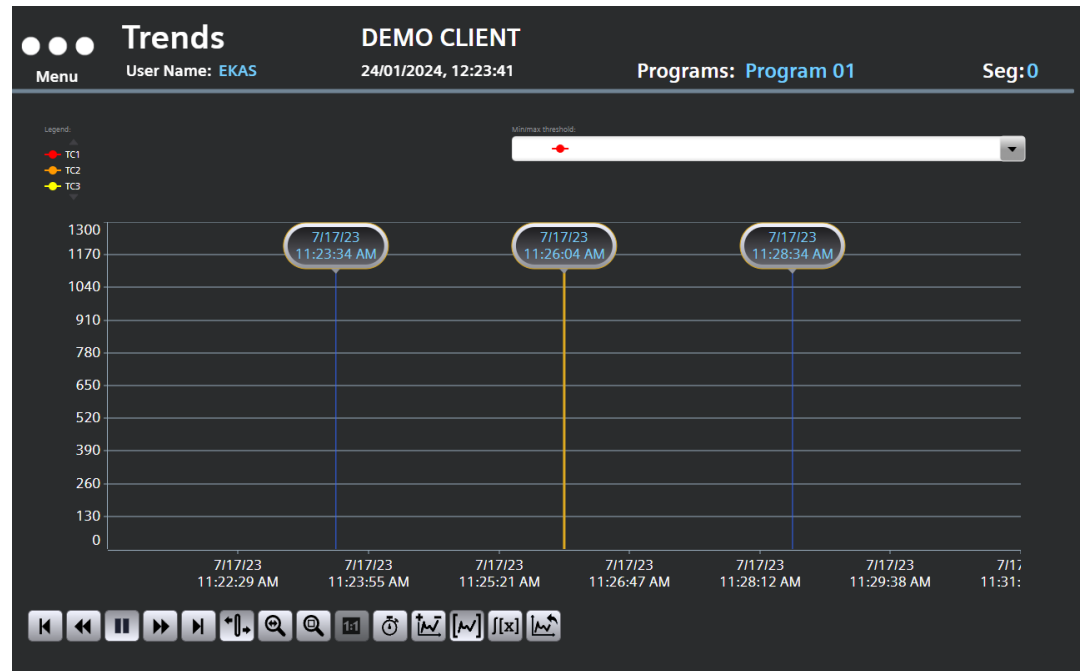 Trends
DEMO CLIENT
Menu
User Name: EKAS
24/01/2024, 12:23:41
Programs: Program 01
Seg:0
Legend:
Minimax threshold:
TC1
TC2
TC3
1300
1170
1040
910
780
650
520
390
260
130
0
7/17/23
11:23:34 AM
7/17/23
11:26:04 AM
7/17/23
11:28:34 AM
7/17/23
11:22:29 AM
7/17/23
11:23:55 AM
7/17/23
11:25:21 AM
7/17/23
11:26:47 AM
7/17/23
11:28:12 AM
7/17/23
11:29:38 AM
7/17
11:31:
1:1
∫[x]